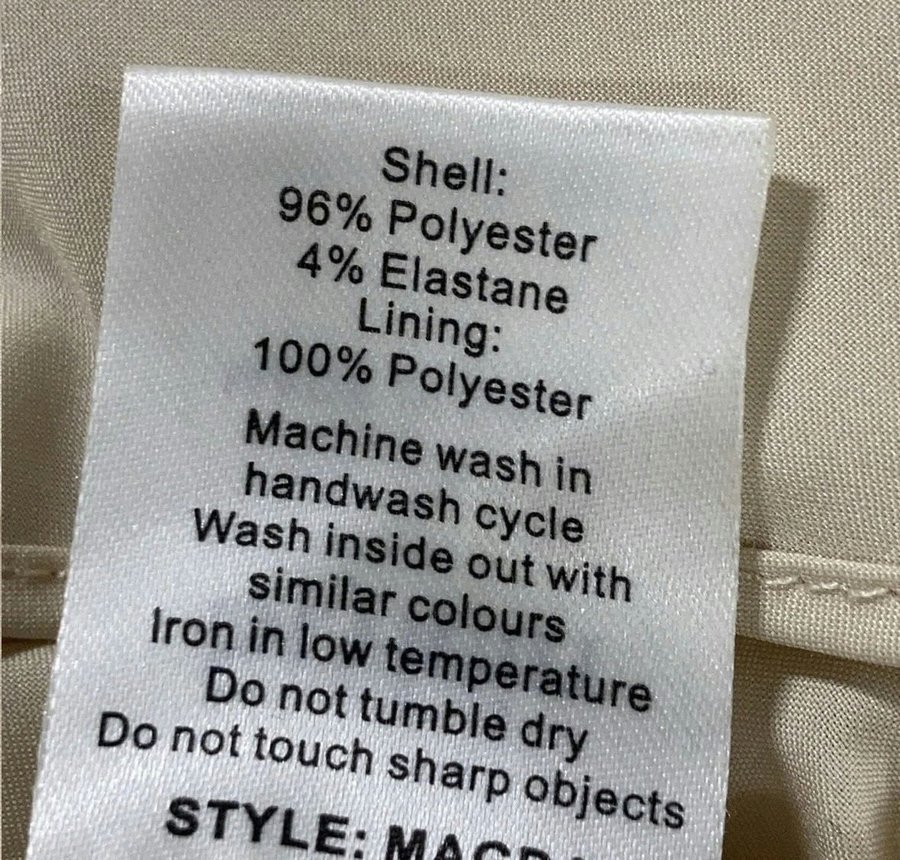 Shell:
96% Polyester
4% Elastane
Lining:
100% Polyester
Machine wash in
handwash cycle
Wash inside out with
similar colours
Iron in low temperature
Do not tumble dry
Do not touch sharp objects
STYLE: